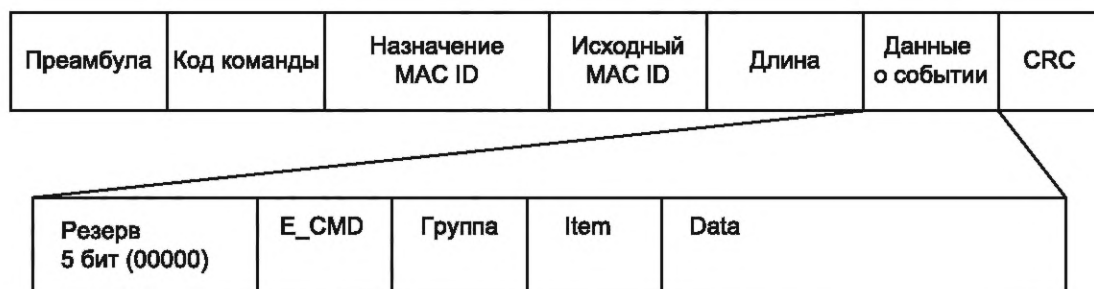 Преамбула
Код команды
Назначение
MAC ID
Исходный
MAC ID
Длина
Данные
о событии
CRC
Резерв
5 бит (00000)
E_CMD
Группа
Item
Data